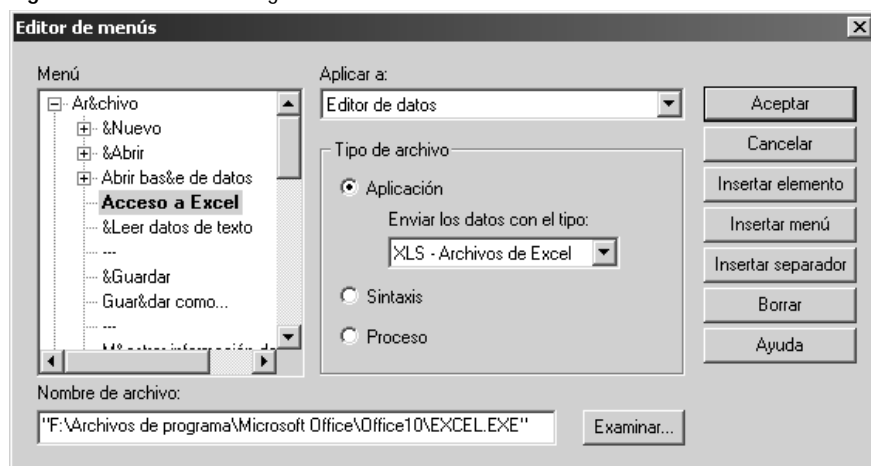 Editor de menús
Menú
Ar&chivo
&Nuevo
&Abrir
Abrir bas&e de datos
Acceso a Excel
&Leer datos de texto
---
&Guardar
Guar&dar como...
---
Aplicar a:
Editor de datos
Tipo de archivo
Aplicación
Enviar los datos con el tipo:
XLS - Archivos de Excel
Sintaxis
Proceso
Aceptar
Cancelar
Insertar elemento
Insertar menú
Insertar separador
Borrar
Ayuda
Nombre de archivo:
"F:\Archivos de programa\Microsoft Office\Office10\EXCEL.EXE"
Examinar...